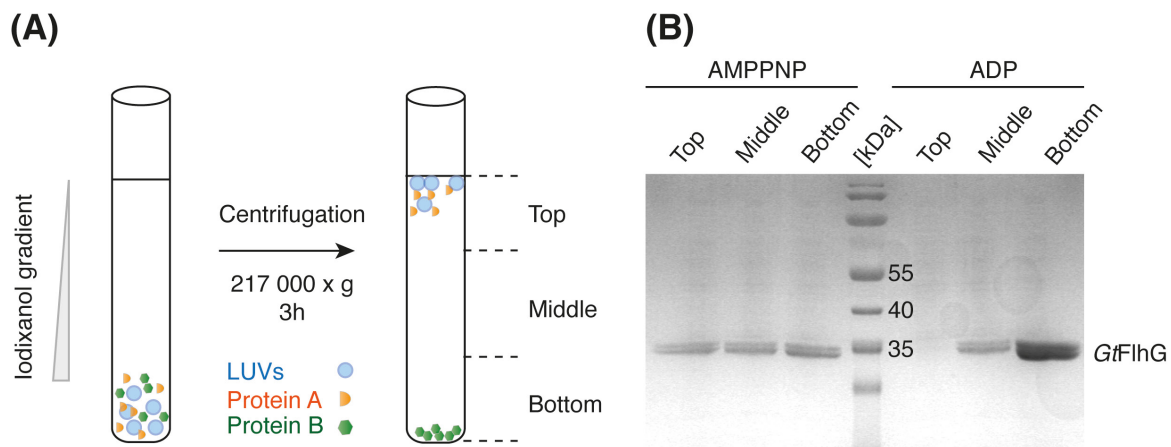 (A)
Iodixanol gradient
Centrifugation
217 000 x g
3h
LUVs
Protein A
Protein B
Top
Middle
Bottom
(B)
AMPPNP
ADP
Top
Middle
Bottom
[kDa]
Top
Middle
Bottom
55
40
35
GtFlhG